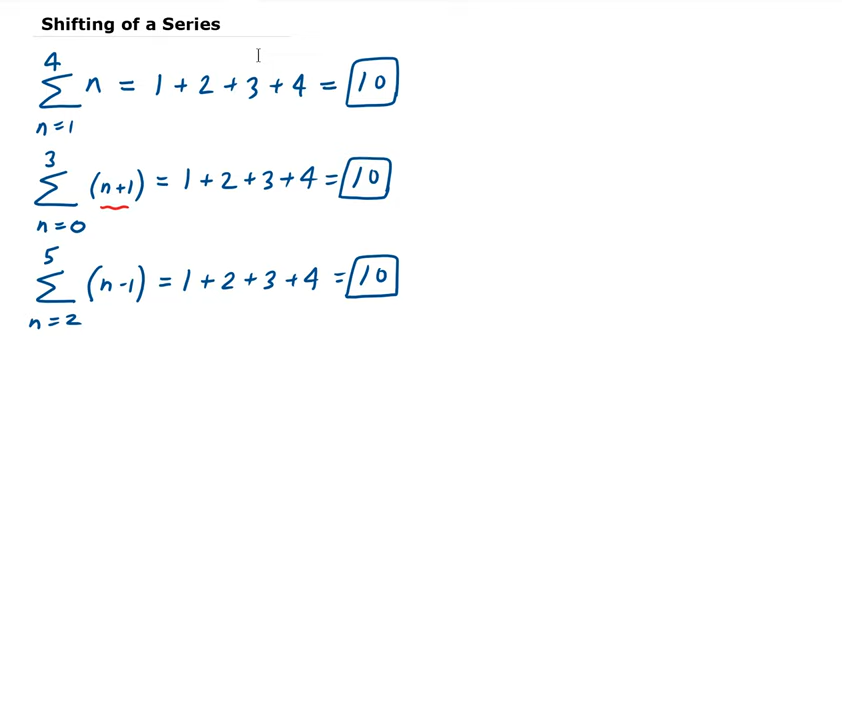 Shifting of a Series
4
∑ n = 1 + 2 + 3 + 4 = 10
n=1
3
∑ (n+1) = 1 + 2 + 3 + 4 = 10
n=0
5
∑ (n-1) = 1 + 2 + 3 + 4 = 10
n=2